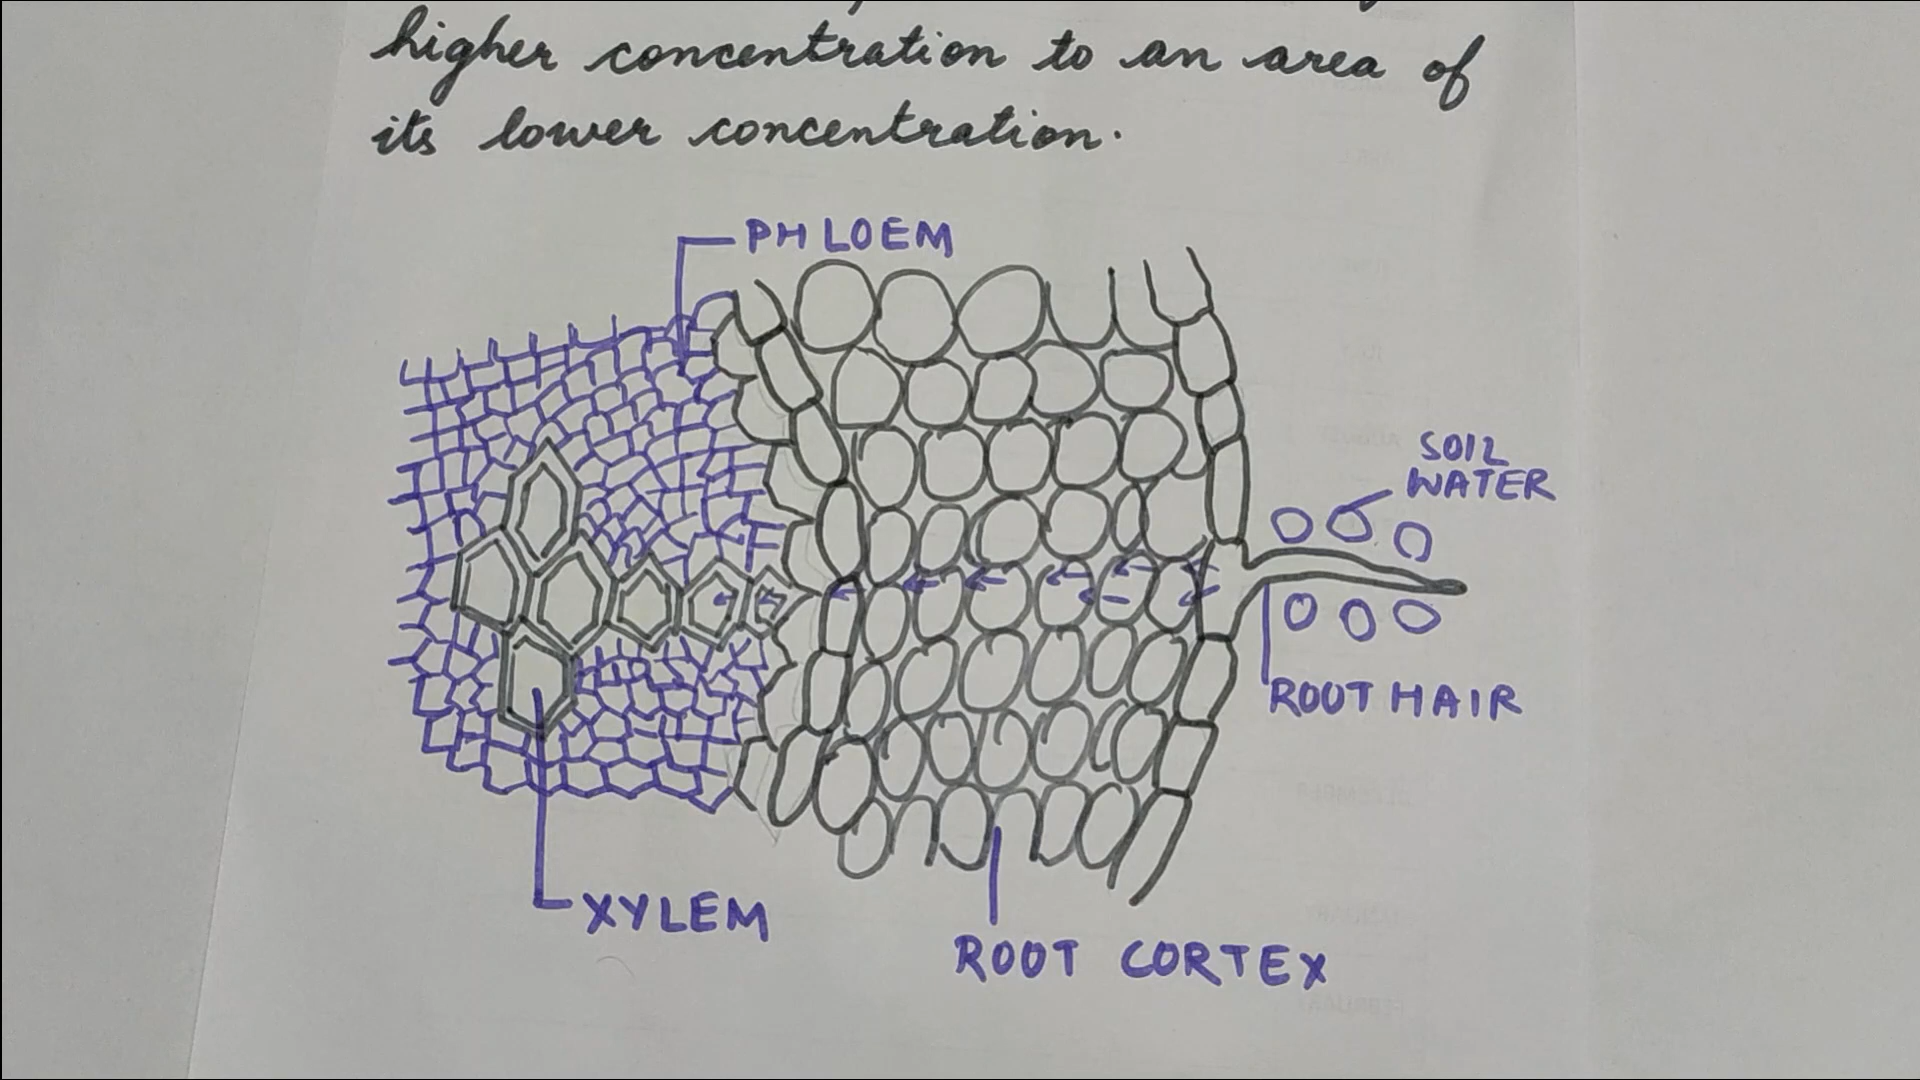 higher concentration to an area of
its lower concentration.
PHLOEM
SOIL
WATER
ROOT HAIR
XYLEM
ROOT CORTEX